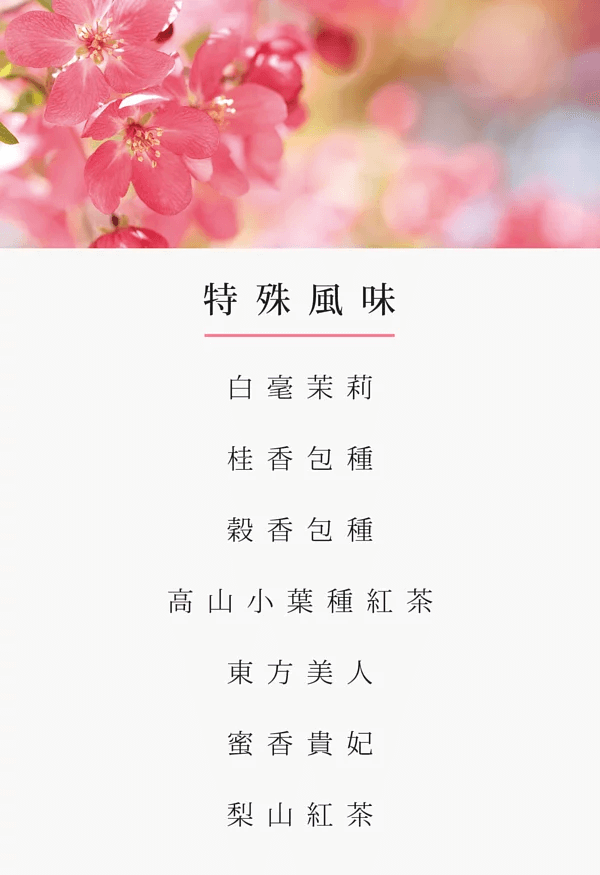 特殊風味
白毫茉莉
桂香包種
穀香包種
高山小葉種紅茶
東方美人
蜜香貴妃
梨山紅茶